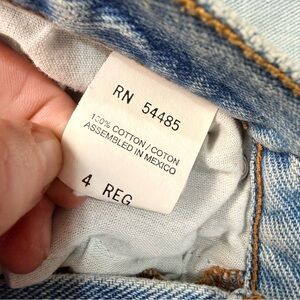 RN 54485
100% COTTON / COTON
ASSEMBLED IN MEXICO
4 REG